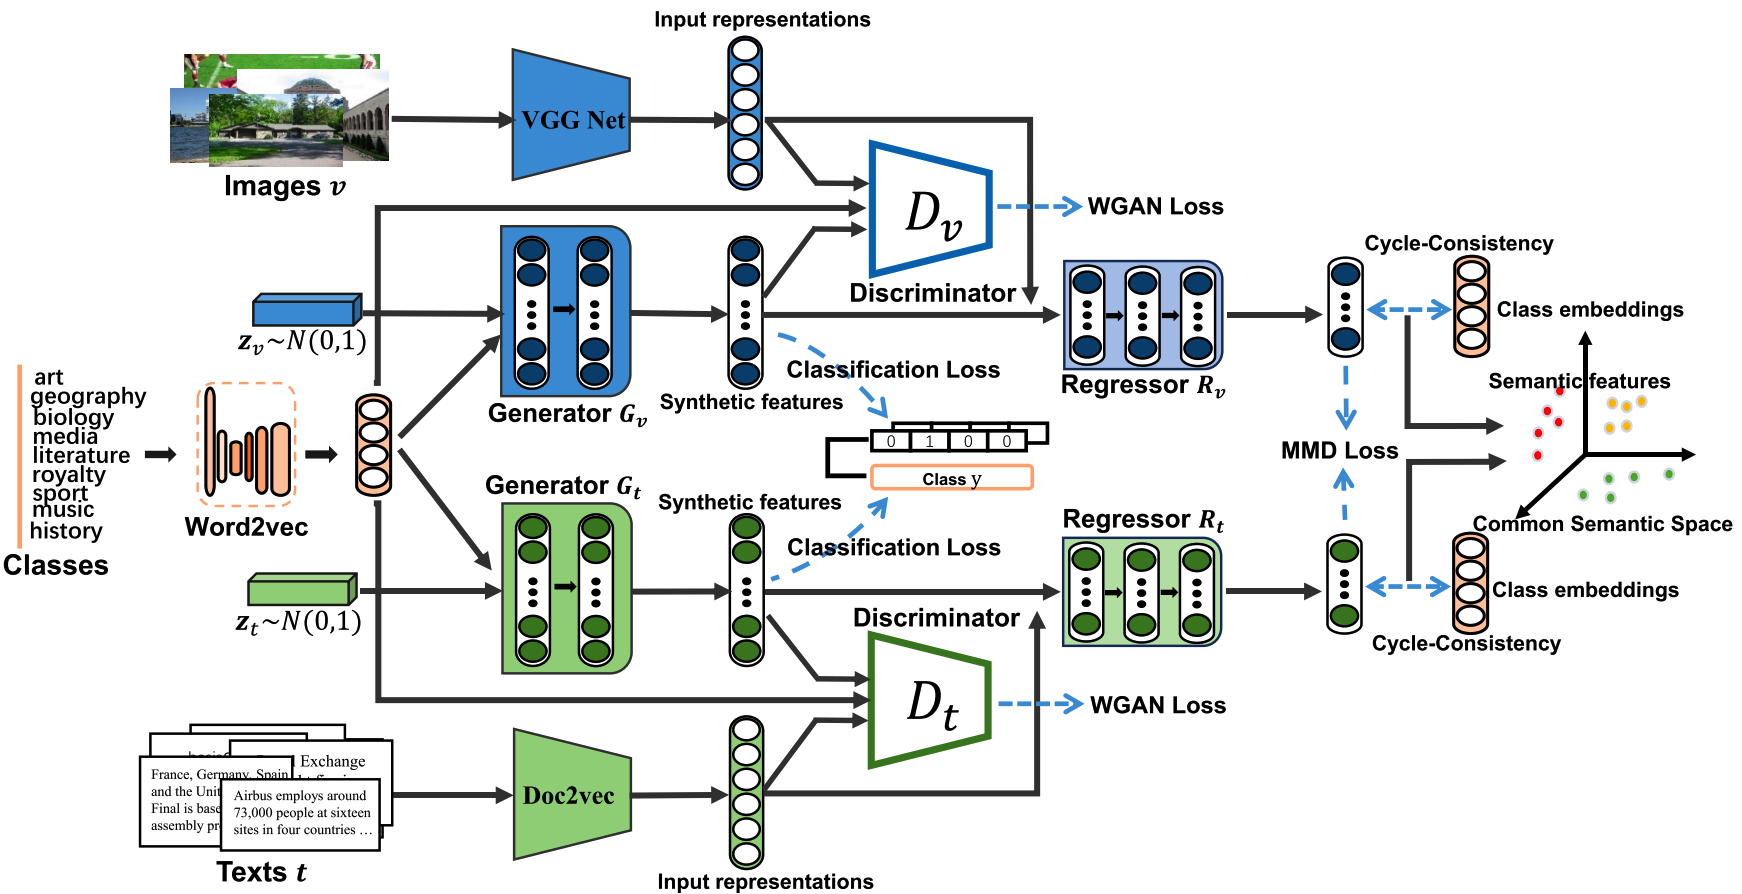 Input representations
VGG Net
Images v
D_v
WGAN Loss
Discriminator
z_v~N(0,1)
Generator G_v
Synthetic features
Classification Loss
Regressor R_v
Cycle-Consistency
Class embeddings
Semantic features
MMD Loss
Common Semantic Space
art
geography
biology
media
literature
royalty
sport
music
history
Classes
Word2vec
0 1 0 0
Class y
Generator G_t
Synthetic features
Classification Loss
Regressor R_t
z_t~N(0,1)
Discriminator
D_t
WGAN Loss
Class embeddings
Cycle-Consistency
Exchange
France, Germany, Spain
and the Unit
Final is base
assembly pr
Airbus employs around
73,000 people at sixteen
sites in four countries ...
Texts t
Doc2vec
Input representations